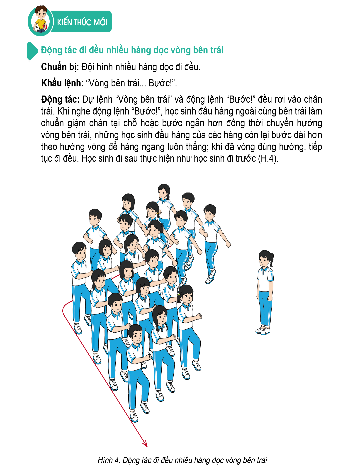 KIẾN THỨC MỚI
Động tác đi đều nhiều hàng dọc vòng bên trái
Chuẩn bị: Đội hình nhiều hàng dọc đi đều.
Khẩu lệnh: “Vòng bên trái... Bước!”.
Động tác: Dự lệnh “Vòng bên trái” và động lệnh “Bước!” đều rơi vào chân
trái. Khi nghe động lệnh “Bước!”, học sinh đầu hàng ngoài cùng bên trái làm
chuẩn giậm chân tại chỗ hoặc bước ngắn hơn đồng thời chuyển hướng
vòng bên trái, những học sinh đầu hàng của các hàng còn lại bước dài hơn
theo hướng vòng để hàng ngang luôn thẳng; khi đã vòng đúng hướng, tiếp
tục đi đều. Học sinh đi sau thực hiện như học sinh đi trước (H.4).
Hình 4. Động tác đi đều nhiều hàng dọc vòng bên trái